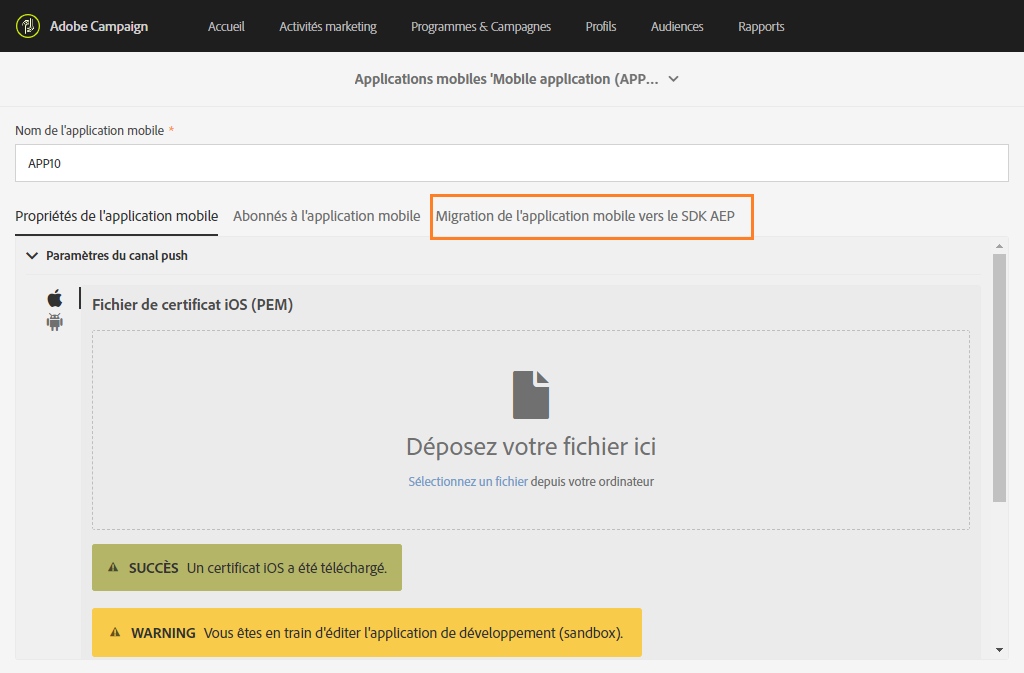 Adobe Campaign Accueil Activités marketing Programmes & Campagnes Profils Audiences Rapports
Applications mobiles 'Mobile application (APP...
Nom de l'application mobile *
APP10
Propriétés de l'application mobile Abonnés à l'application mobile Migration de l'application mobile vers le SDK AEP
Paramètres du canal push
Fichier de certificat iOS (PEM)
Déposez votre fichier ici
Sélectionnez un fichier depuis votre ordinateur
SUCCÈS Un certificat iOS a été téléchargé.
WARNING Vous êtes en train d'éditer l'application de développement (sandbox).